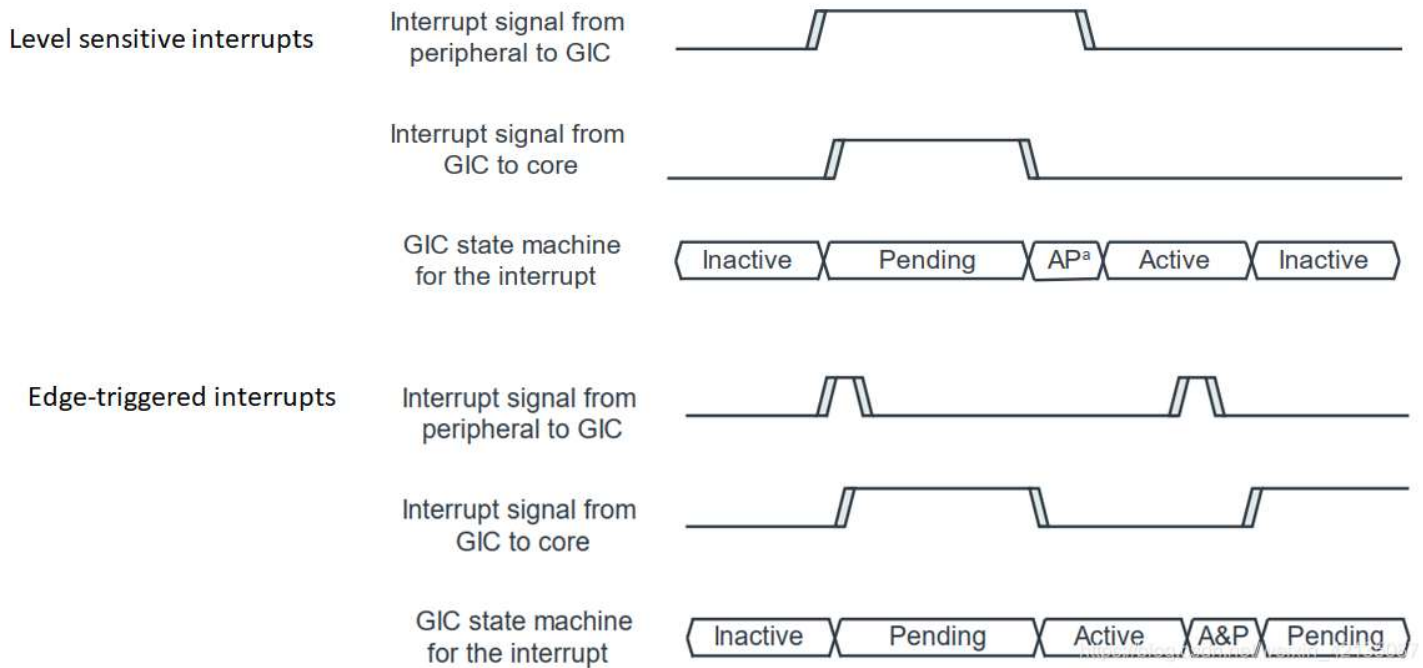 Level sensitive interrupts
Interrupt signal from
peripheral to GIC
Interrupt signal from
GIC to core
GIC state machine
for the interrupt
Inactive Pending APᵃ Active Inactive
Edge-triggered interrupts
Interrupt signal from
peripheral to GIC
Interrupt signal from
GIC to core
GIC state machine
for the interrupt
Inactive Pending Active A&P Pending